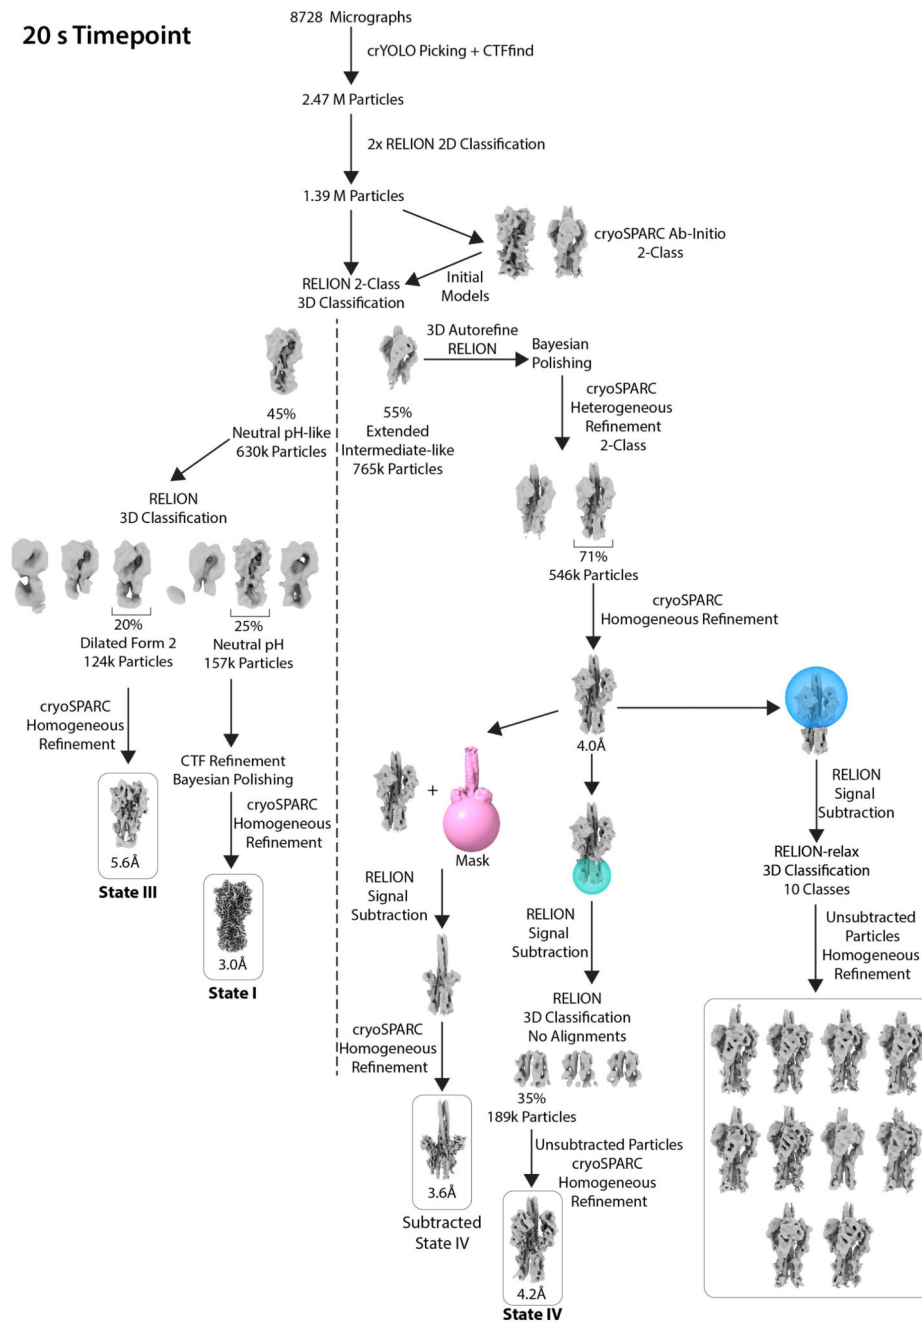 8728 Micrographs
20 s Timepoint
crYOLO Picking + CTFfind
2.47 M Particles
2x RELION 2D Classification
1.39 M Particles
cryoSPARC Ab-Initio
2-Class
Initial
Models
RELION 2-Class
3D Classification
3D Autorefine
RELION
Bayesian
Polishing
45%
Neutral pH-like
630k Particles
55%
Extended
Intermediate-like
765k Particles
cryoSPARC
Heterogeneous
Refinement
2-Class
RELION
3D Classification
71%
546k Particles
20%
Dilated Form 2
124k Particles
25%
Neutral pH
157k Particles
cryoSPARC
Homogeneous Refinement
cryoSPARC
Homogeneous
Refinement
CTF Refinement
Bayesian Polishing
4.0Å
cryoSPARC
Homogeneous
Refinement
5.6Å
State III
3.0Å
State I
+
Mask
RELION
Signal
Subtraction
cryoSPARC
Homogeneous
Refinement
3.6Å
Subtracted
State IV
RELION
Signal
Subtraction
RELION
3D Classification
No Alignments
35%
189k Particles
Unsubtracted Particles
cryoSPARC
Homogeneous
Refinement
4.2Å
State IV
RELION
Signal
Subtraction
RELION-relax
3D Classification
10 Classes
Unsubtracted
Particles
Homogeneous
Refinement